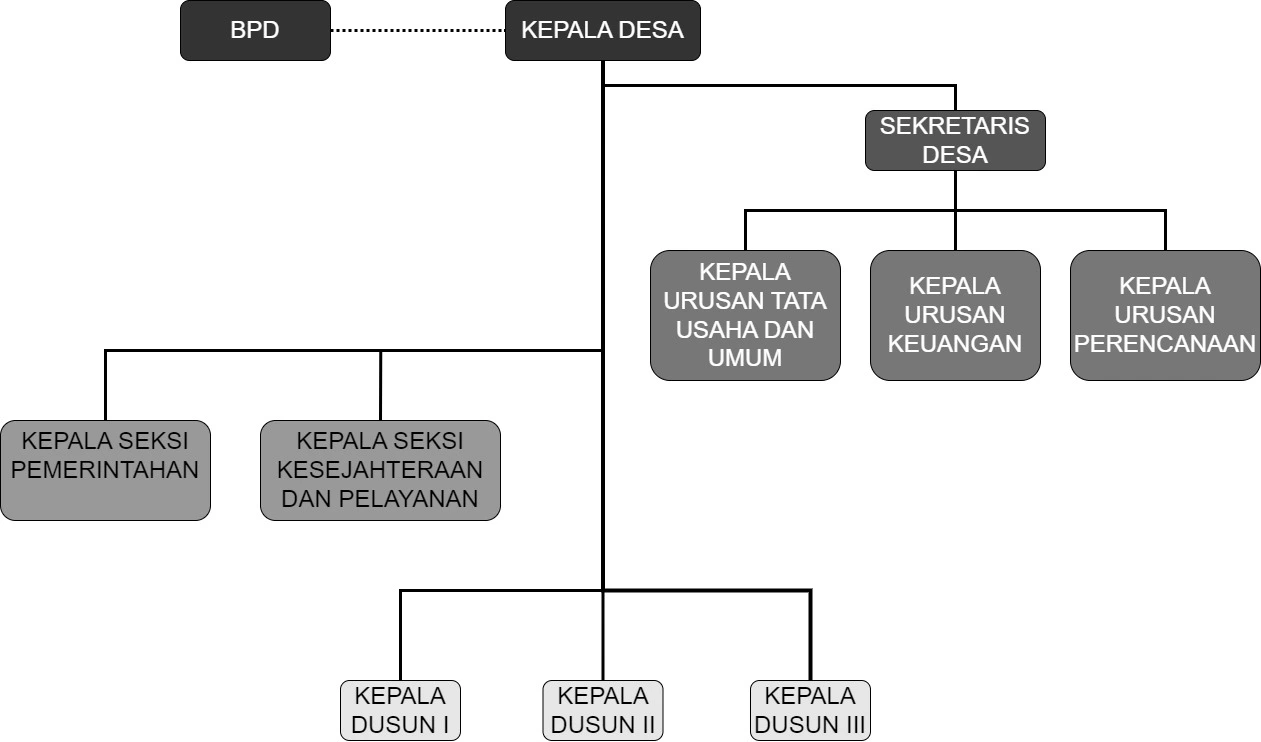 BPD
KEPALA DESA
SEKRETARIS
DESA
KEPALA
URUSAN TATA
USAHA DAN
UMUM
KEPALA
URUSAN
KEUANGAN
KEPALA
URUSAN
PERENCANAAN
KEPALA SEKSI
PEMERINTAHAN
KEPALA SEKSI
KESEJAHTERAAN
DAN PELAYANAN
KEPALA
DUSUN I
KEPALA
DUSUN II
KEPALA
DUSUN III